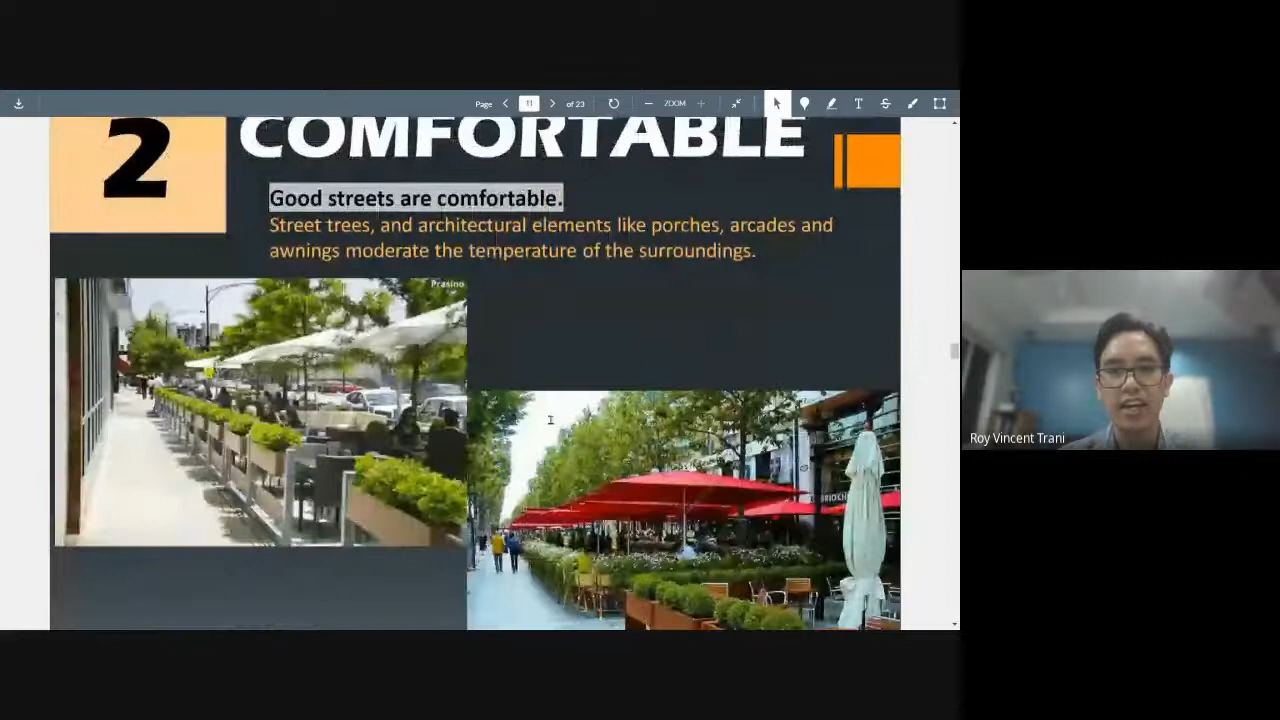 Page
11
of 23
ZOOM
T
S
2
COMFORTABLE
Good streets are comfortable.
Street trees, and architectural elements like porches, arcades and
awnings moderate the temperature of the surroundings.
Prasino
Roy Vincent Trani